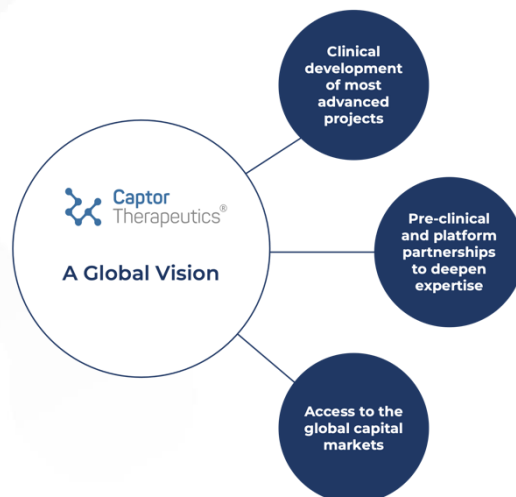 Clinical
development
of most
advanced
projects
Captor
Therapeutics®
A Global Vision
Pre-clinical
and platform
partnerships
to deepen
expertise
Access to the
global capital
markets